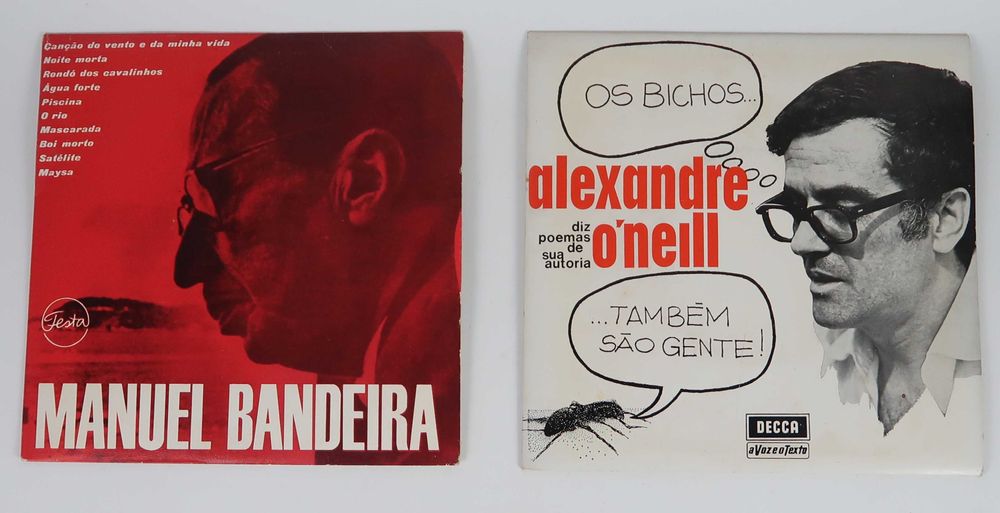 Canção do vento e da minha vida
Noite morta
Rondó dos cavalinhos
Água forte
Piscina
O rio
Mascarada
Boi morto
Satélite
Maysa
Festa
MANUEL BANDEIRA
OS BICHOS...
alexandre
diz
poemas
de
sua
autoria
o'neill
...TAMBÉM
SÃO GENTE!
DECCA
a Voz e o Texto